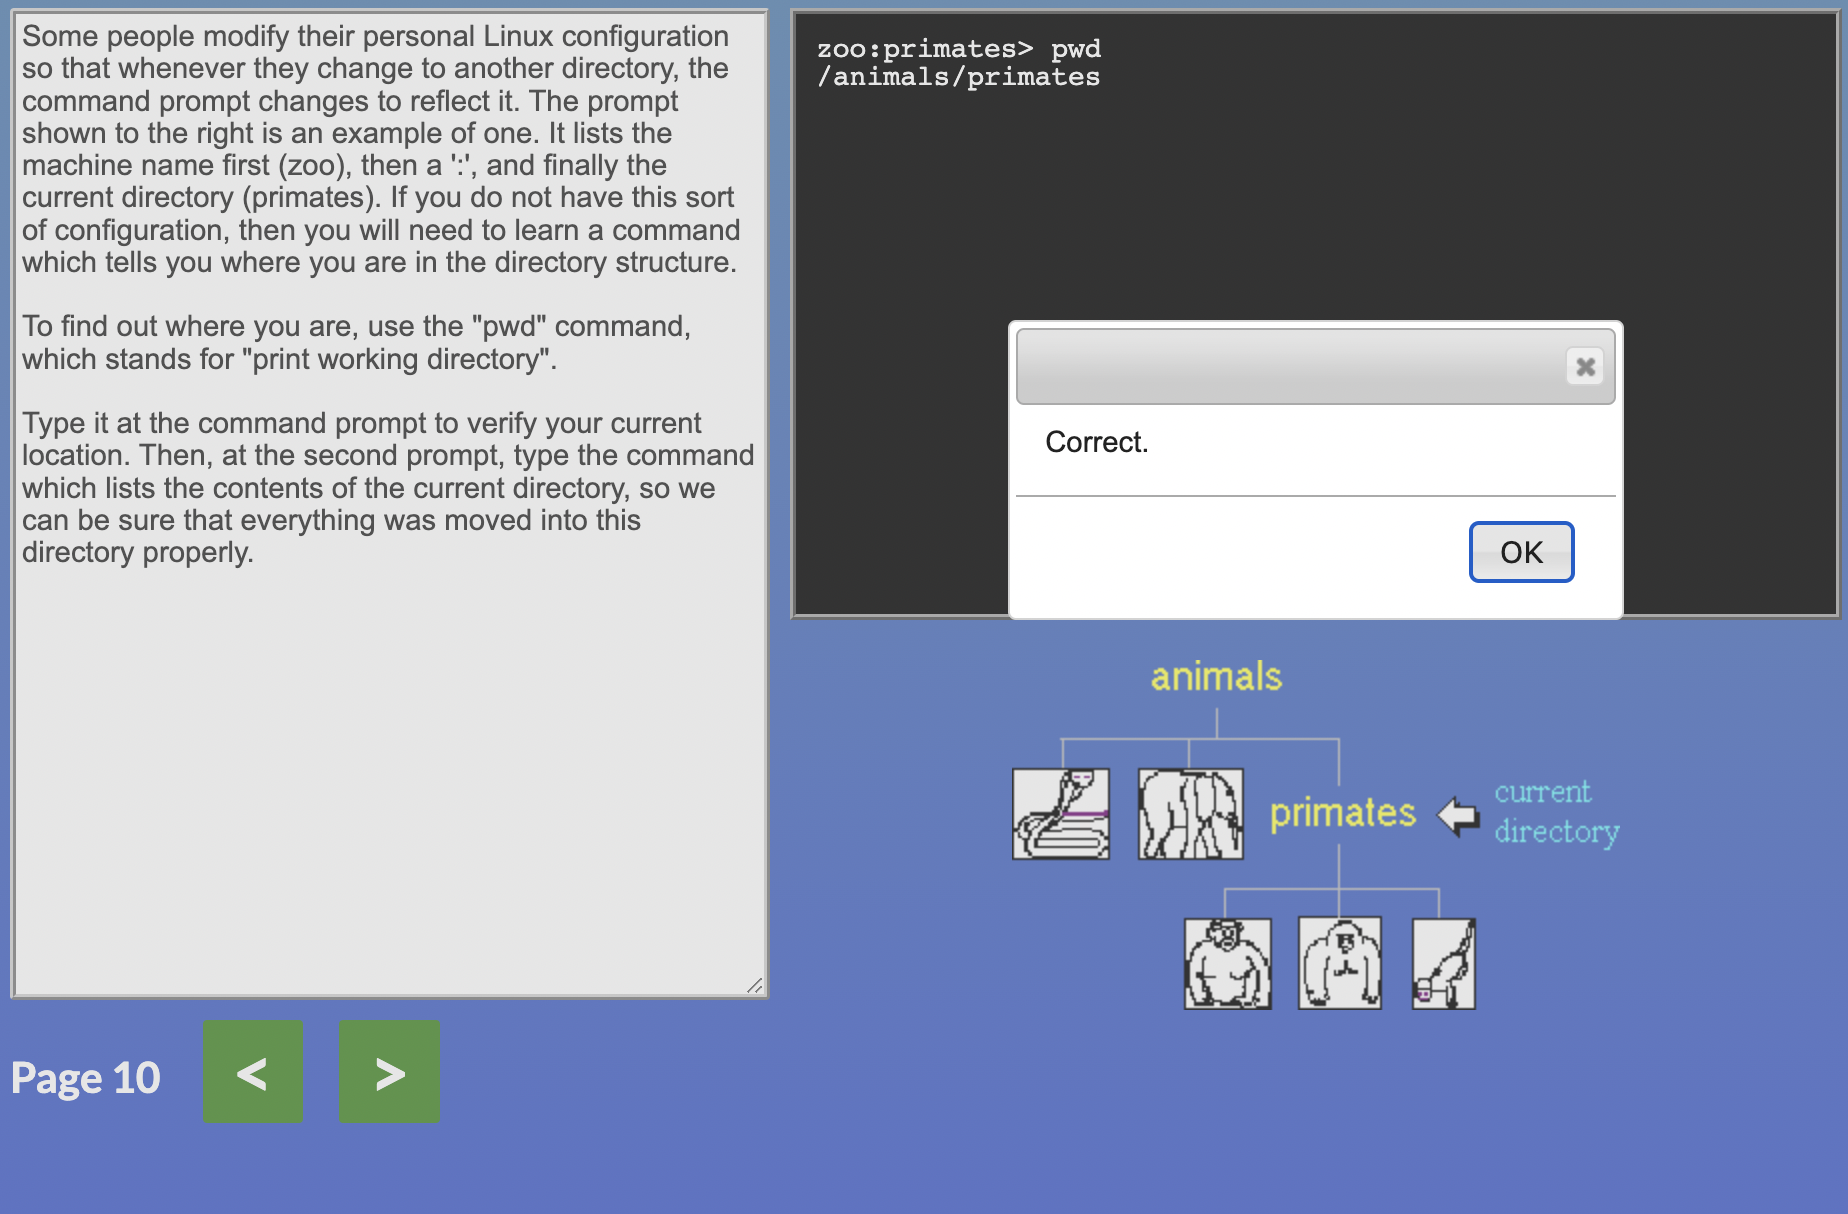 Some people modify their personal Linux configuration
so that whenever they change to another directory, the
command prompt changes to reflect it. The prompt
shown to the right is an example of one. It lists the
machine name first (zoo), then a ':', and finally the
current directory (primates). If you do not have this sort
of configuration, then you will need to learn a command
which tells you where you are in the directory structure.
To find out where you are, use the "pwd" command,
which stands for "print working directory".
Type it at the command prompt to verify your current
location. Then, at the second prompt, type the command
which lists the contents of the current directory, so we
can be sure that everything was moved into this
directory properly.
Page 10
<
>
zoo:primates> pwd
/animals/primates
Correct.
OK
animals
primates
current
directory